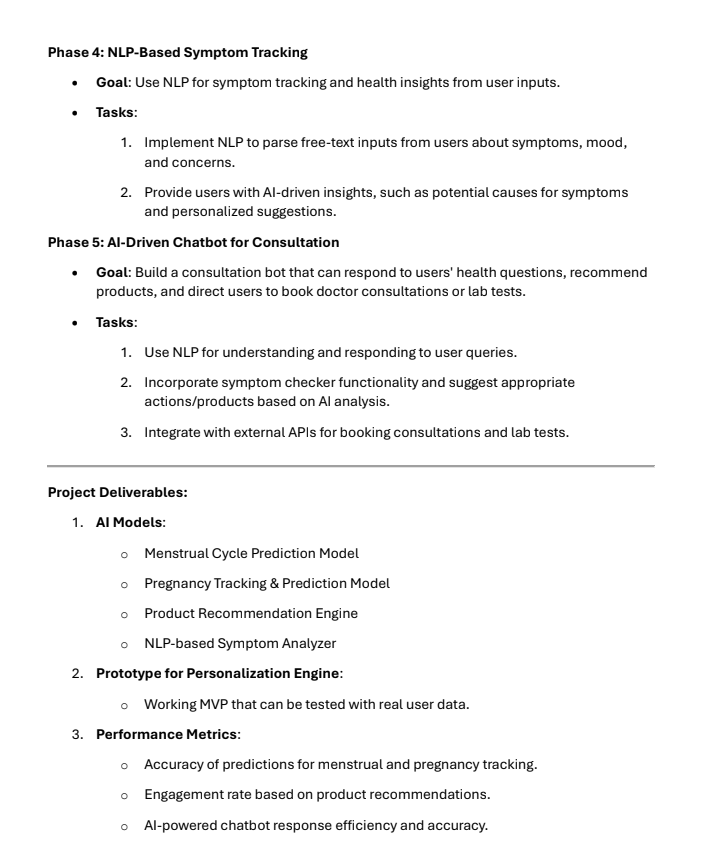 Phase 4: NLP-Based Symptom Tracking
• Goal: Use NLP for symptom tracking and health insights from user inputs.
• Tasks:
1. Implement NLP to parse free-text inputs from users about symptoms, mood,
and concerns.
2. Provide users with AI-driven insights, such as potential causes for symptoms
and personalized suggestions.
Phase 5: AI-Driven Chatbot for Consultation
• Goal: Build a consultation bot that can respond to users' health questions, recommend
products, and direct users to book doctor consultations or lab tests.
• Tasks:
1. Use NLP for understanding and responding to user queries.
2. Incorporate symptom checker functionality and suggest appropriate
actions/products based on AI analysis.
3. Integrate with external APIs for booking consultations and lab tests.
Project Deliverables:
1. AI Models:
o Menstrual Cycle Prediction Model
o Pregnancy Tracking & Prediction Model
o Product Recommendation Engine
o NLP-based Symptom Analyzer
2. Prototype for Personalization Engine:
o Working MVP that can be tested with real user data.
3. Performance Metrics:
o Accuracy of predictions for menstrual and pregnancy tracking.
o Engagement rate based on product recommendations.
o AI-powered chatbot response efficiency and accuracy.